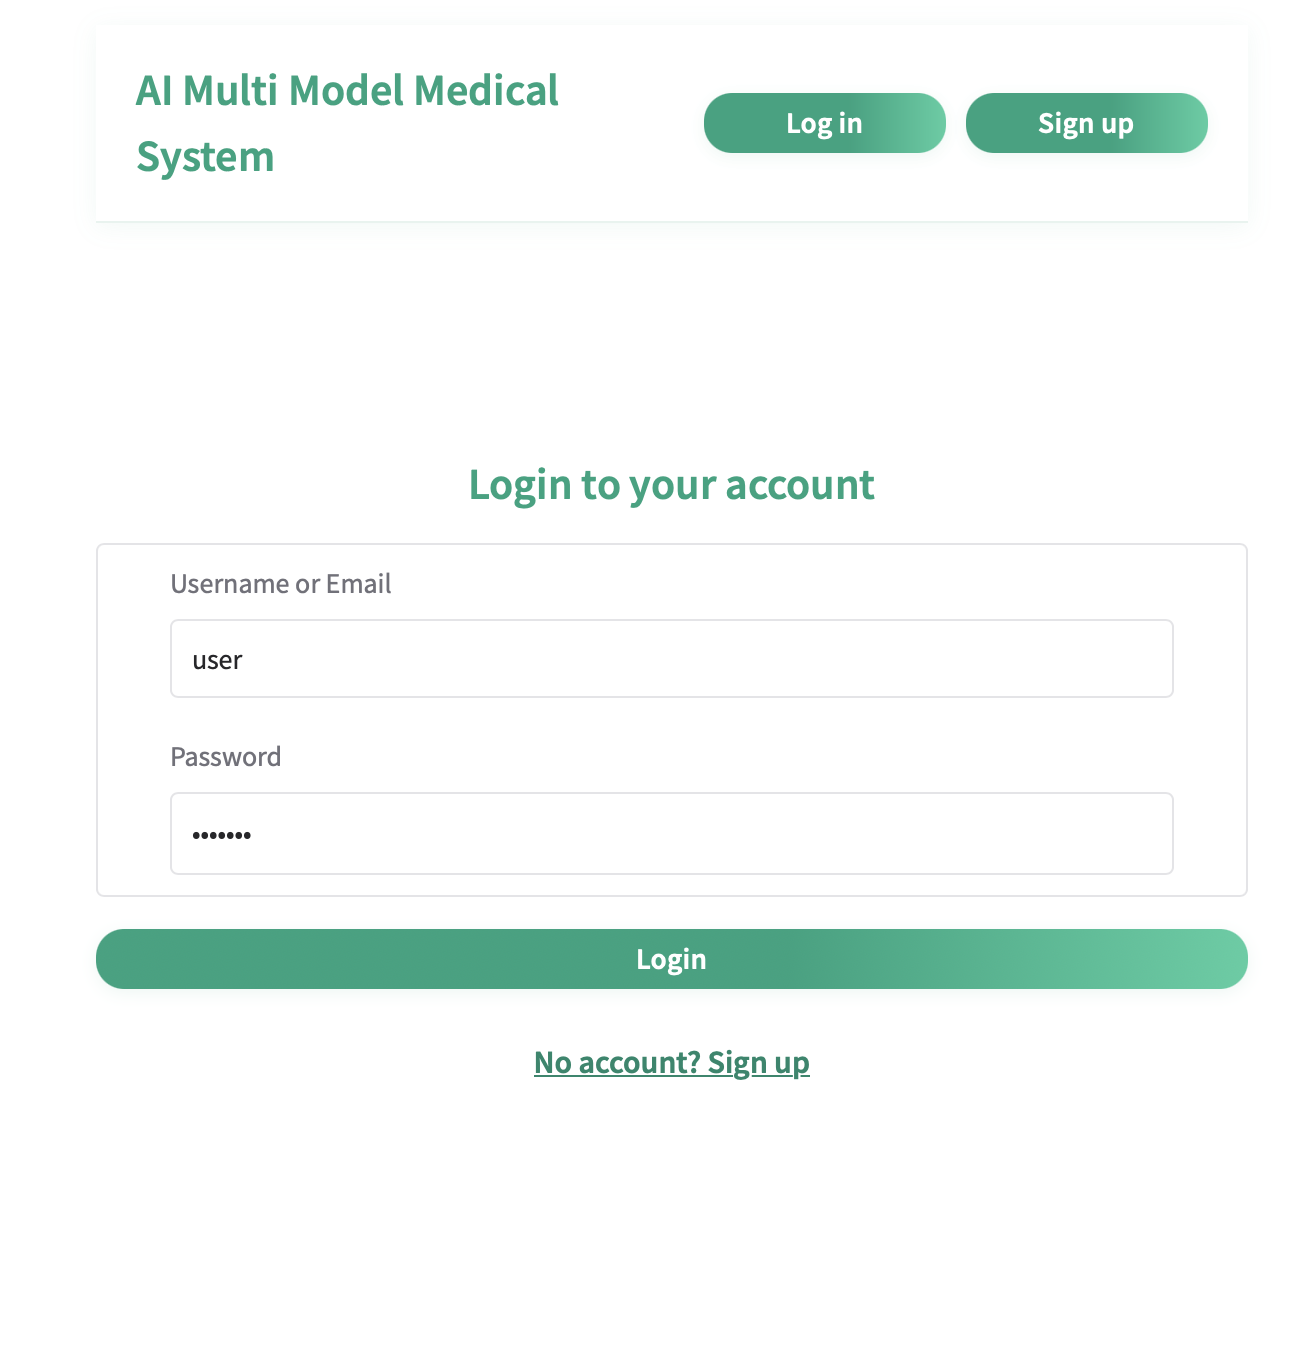 AI Multi Model Medical
System
Log in
Sign up
Login to your account
Username or Email
user
Password
•••••••
Login
No account? Sign up